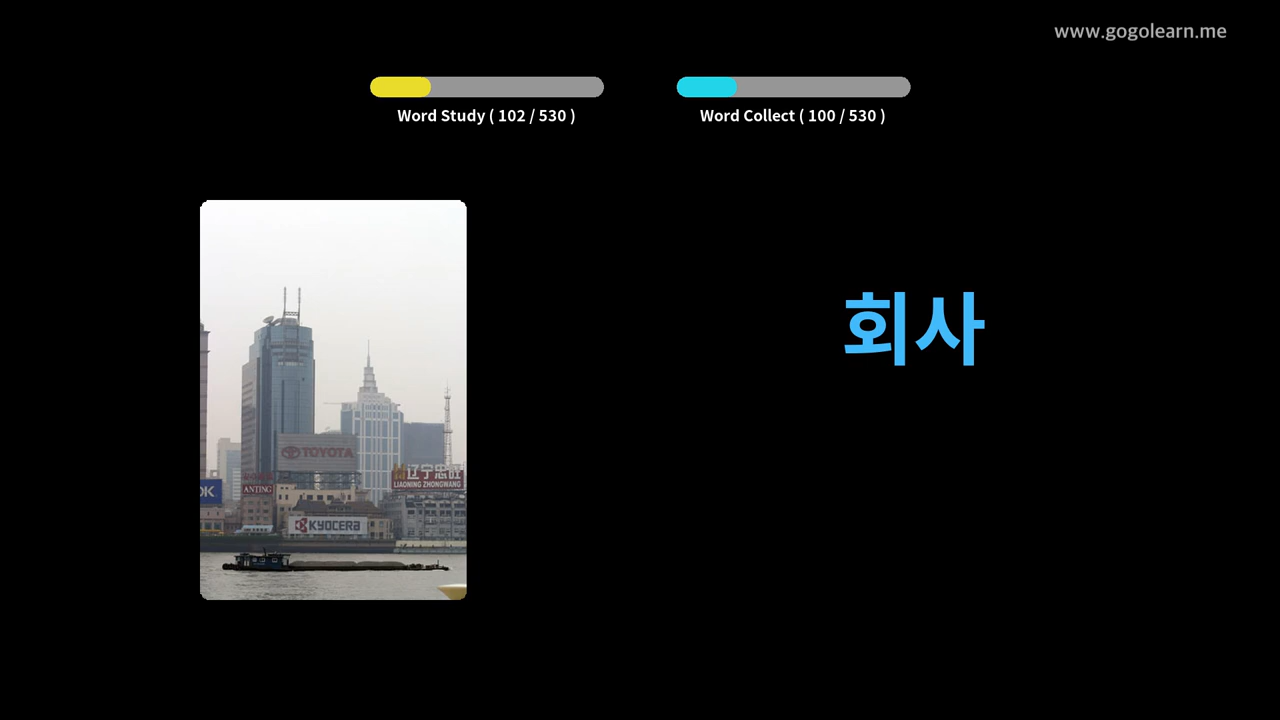 www.gogolearn.me
Word Study ( 102 / 530 )
Word Collect ( 100 / 530 )
회사
TOYOTA
辽宁忠旺
LIAONING ZHONGWANG
OK
ANTING
KYOCERA